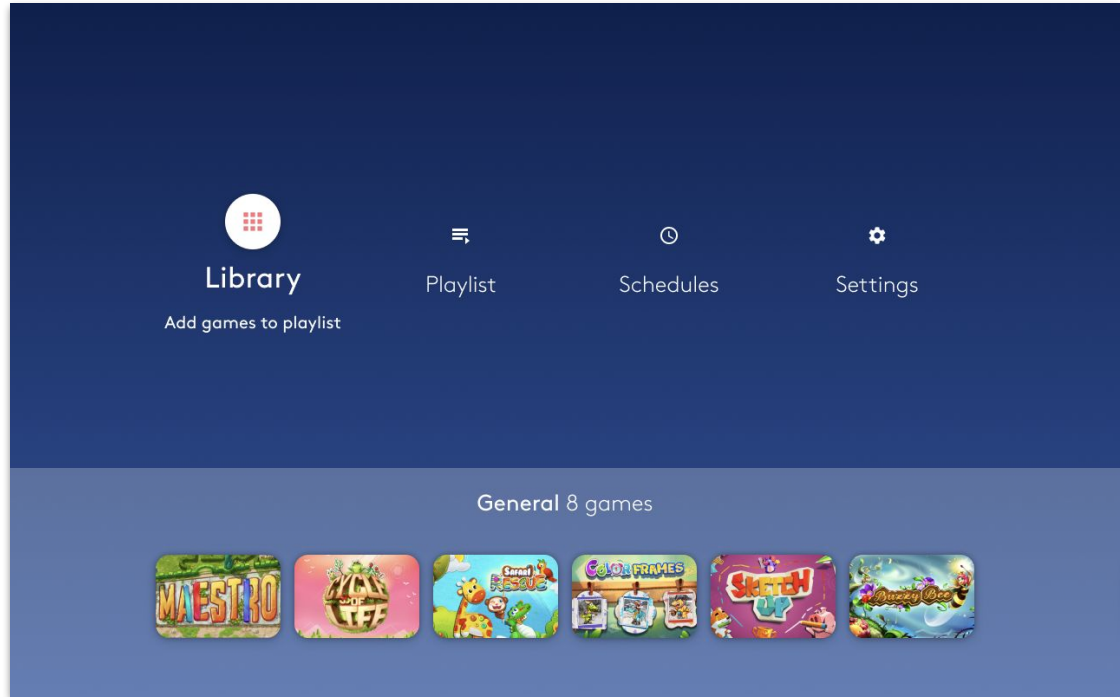 Library
Add games to playlist
Playlist
Schedules
Settings
General 8 games
MAESTRO
CYCLE OF LIFE
SAFARI RESCUE
COLOR FRAMES
SKETCH UP
Buzzy Bee